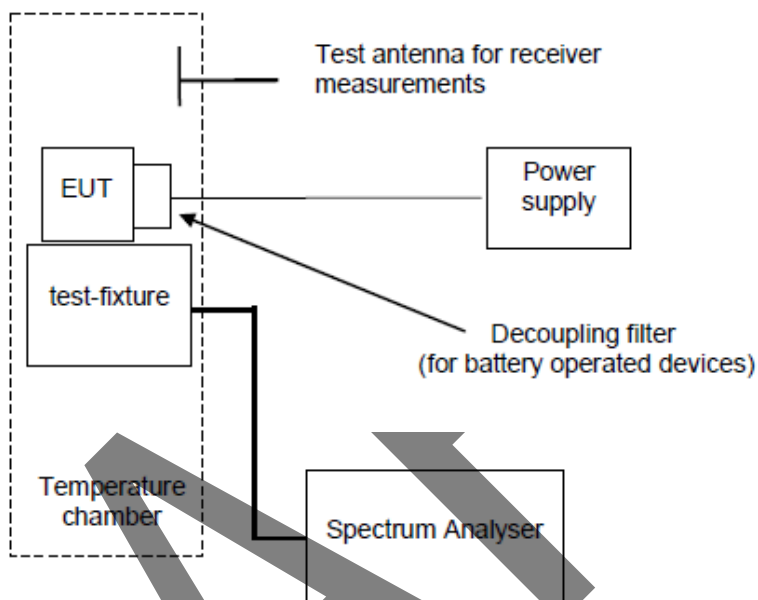 Test antenna for receiver
measurements
EUT
Power
supply
test-fixture
Decoupling filter
(for battery operated devices)
Temperature
chamber
Spectrum Analyser